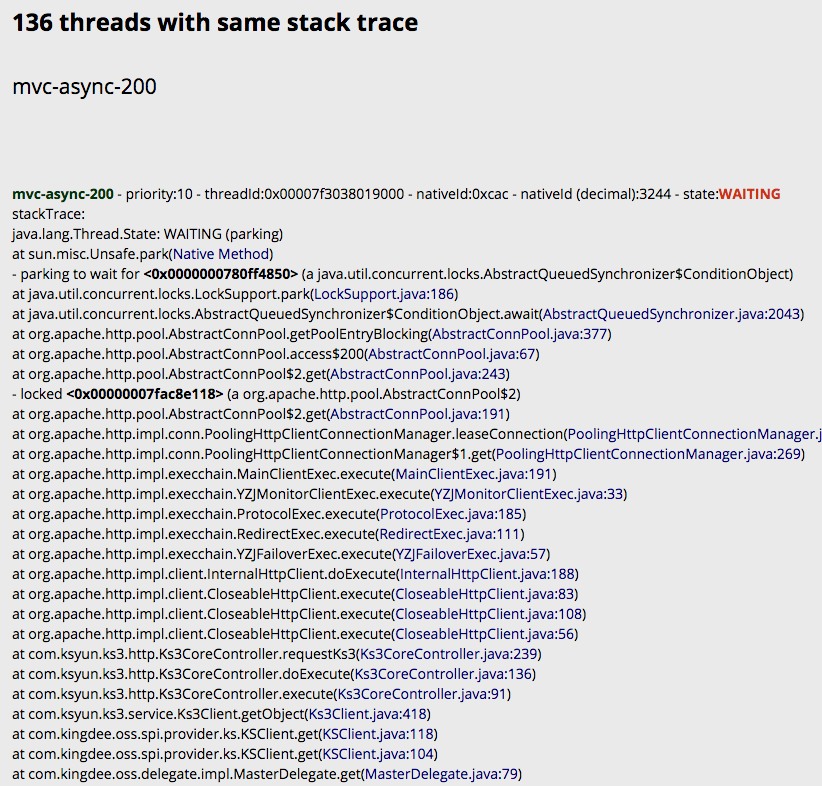 136 threads with same stack trace
mvc-async-200
mvc-async-200 - priority:10 - threadId:0x00007f3038019000 - nativeId:0xcac - nativeId (decimal):3244 - state:WAITING
stackTrace:
java.lang.Thread.State: WAITING (parking)
at sun.misc.Unsafe.park(Native Method)
- parking to wait for <0x0000000780ff4850> (a java.util.concurrent.locks.AbstractQueuedSynchronizer$ConditionObject)
at java.util.concurrent.locks.LockSupport.park(LockSupport.java:186)
at java.util.concurrent.locks.AbstractQueuedSynchronizer$ConditionObject.await(AbstractQueuedSynchronizer.java:2043)
at org.apache.http.pool.AbstractConnPool.getPoolEntryBlocking(AbstractConnPool.java:377)
at org.apache.http.pool.AbstractConnPool.access$200(AbstractConnPool.java:67)
at org.apache.http.pool.AbstractConnPool$2.get(AbstractConnPool.java:243)
- locked <0x00000007fac8e118> (a org.apache.http.pool.AbstractConnPool$2)
at org.apache.http.pool.AbstractConnPool$2.get(AbstractConnPool.java:191)
at org.apache.http.impl.conn.PoolingHttpClientConnectionManager.leaseConnection(PoolingHttpClientConnectionManager.j
at org.apache.http.impl.conn.PoolingHttpClientConnectionManager$1.get(PoolingHttpClientConnectionManager.java:269)
at org.apache.http.impl.execchain.MainClientExec.execute(MainClientExec.java:191)
at org.apache.http.impl.execchain.YZJMonitorClientExec.execute(YZJMonitorClientExec.java:33)
at org.apache.http.impl.execchain.ProtocolExec.execute(ProtocolExec.java:185)
at org.apache.http.impl.execchain.RedirectExec.execute(RedirectExec.java:111)
at org.apache.http.impl.execchain.YZJFailoverExec.execute(YZJFailoverExec.java:57)
at org.apache.http.impl.client.InternalHttpClient.doExecute(InternalHttpClient.java:188)
at org.apache.http.impl.client.CloseableHttpClient.execute(CloseableHttpClient.java:83)
at org.apache.http.impl.client.CloseableHttpClient.execute(CloseableHttpClient.java:108)
at org.apache.http.impl.client.CloseableHttpClient.execute(CloseableHttpClient.java:56)
at com.ksyun.ks3.http.Ks3CoreController.requestKs3(Ks3CoreController.java:239)
at com.ksyun.ks3.http.Ks3CoreController.doExecute(Ks3CoreController.java:136)
at com.ksyun.ks3.http.Ks3CoreController.execute(Ks3CoreController.java:91)
at com.ksyun.ks3.service.Ks3Client.getObject(Ks3Client.java:418)
at com.kingdee.oss.spi.provider.ks.KSClient.get(KSClient.java:118)
at com.kingdee.oss.spi.provider.ks.KSClient.get(KSClient.java:104)
at com.kingdee.oss.delegate.impl.MasterDelegate.get(MasterDelegate.java:79)